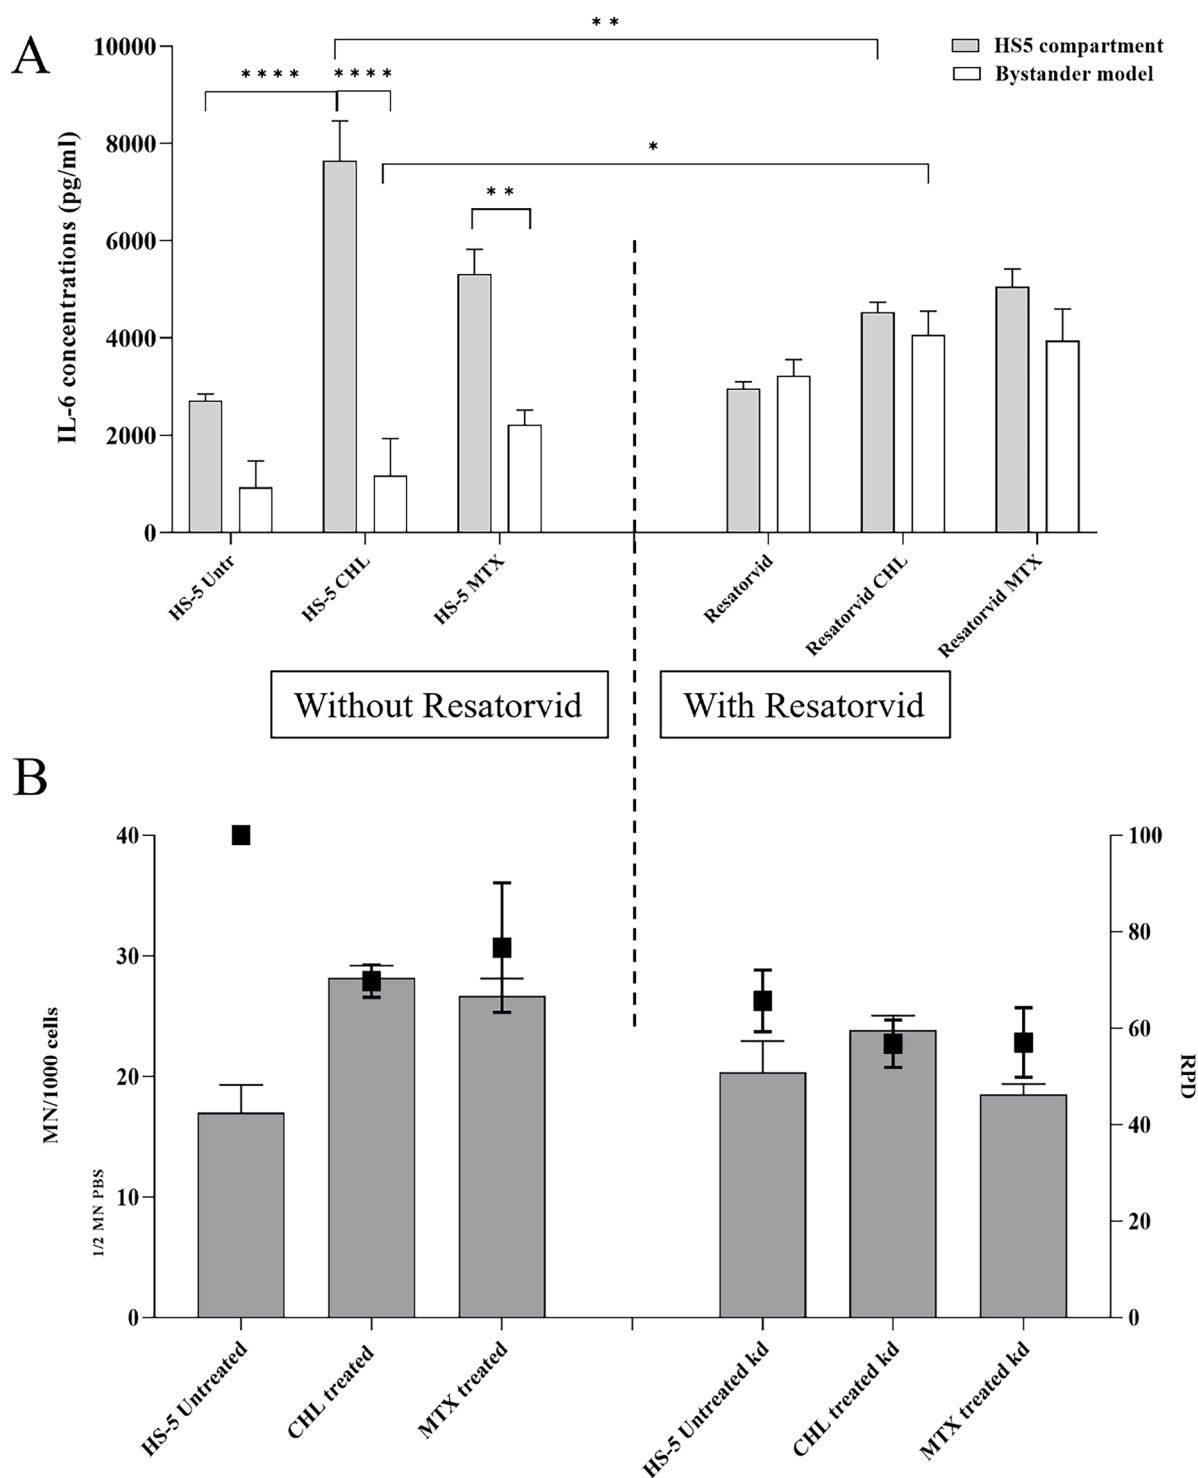 A
* *
HS5 compartment
Bystander model
* * * *
* * * *
*
* *
IL-6 concentrations (pg/ml)
10000
8000
6000
4000
2000
0
HS-5 Untr
HS-5 CHL
HS-5 MTX
Resatorvid
Resatorvid CHL
Resatorvid MTX
Without Resatorvid
With Resatorvid
B
MN/1000 cells
1/2 MN PBS
40
30
20
10
0
100
80
60
40
20
0
RPD
HS-5 Untreated
CHL treated
MTX treated
HS-5 Untreated kd
CHL treated kd
MTX treated kd